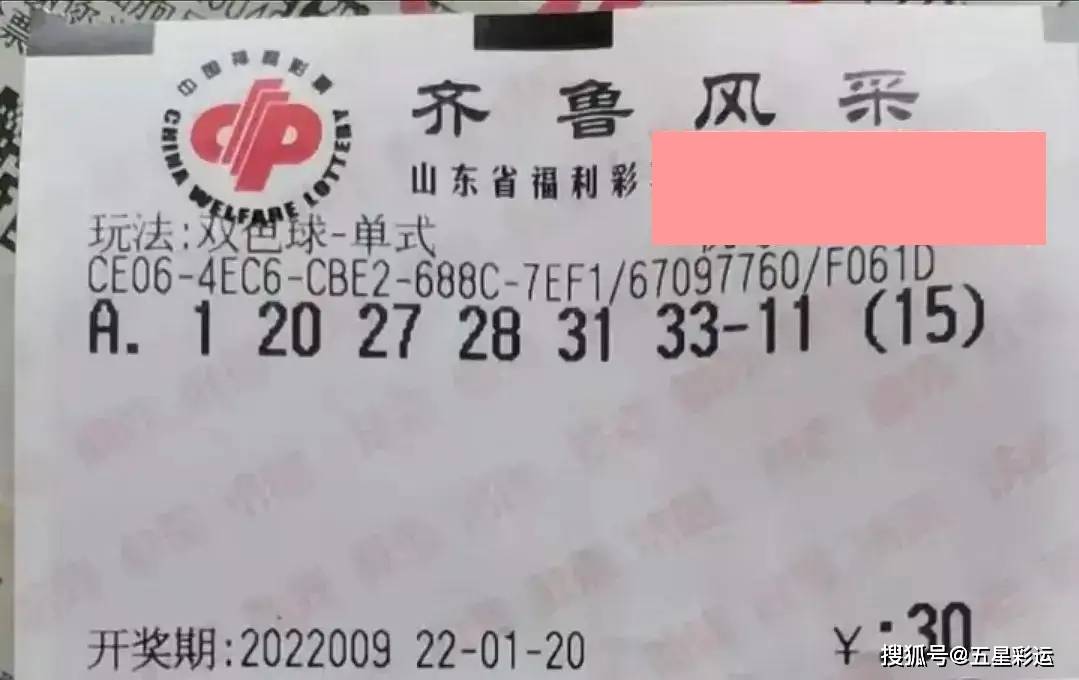 中国福利彩票
CHINA WELFARE LOTTERY
齐鲁风采
山东省福利彩
玩法:双色球-单式
CE06-4EC6-CBE2-688C-7EF1/67097760/F061D
A. 1 20 27 28 31 33-11 (15)
开奖期:2022009 22-01-20
¥:30
搜狐号@五星彩运